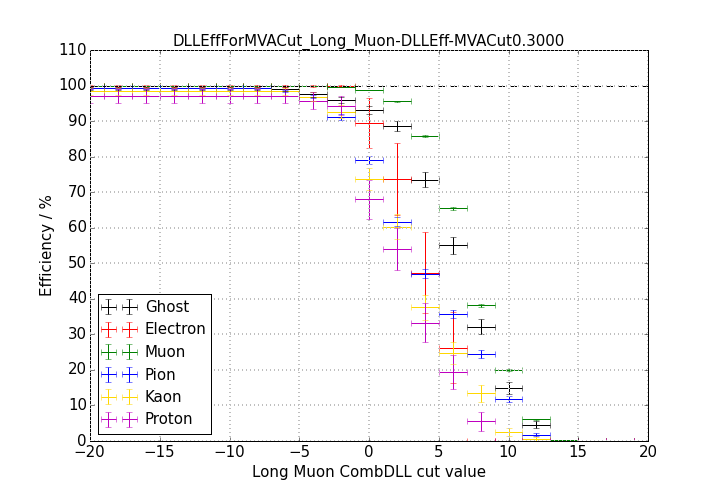 DLLEffForMVACut_Long_Muon-DLLEff-MVACut0.3000
110
100
90
80
70
60
50
40
30
20
10
0
Efficiency / %
Ghost
Electron
Muon
Pion
Kaon
Proton
−20 −15 −10 −5 0 5 10 15 20
Long Muon CombDLL cut value